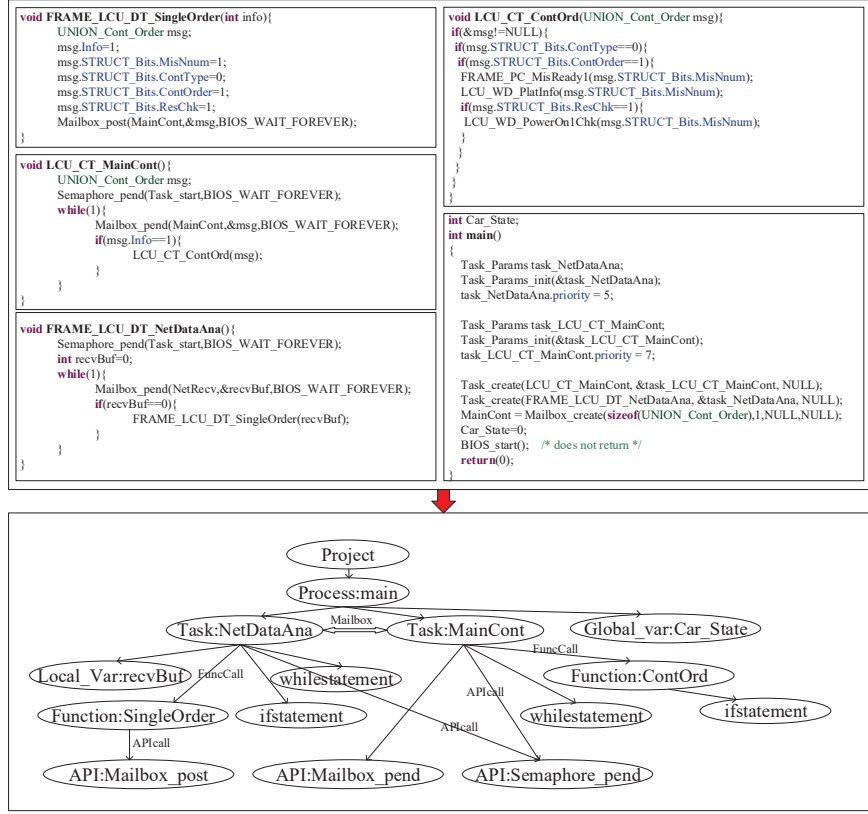 void FRAME_LCU_DT_SingleOrder(int info){
UNION_Cont_Order msg;
msg.Info=1;
msg.STRUCT_Bits.MisNnum=1;
msg.STRUCT_Bits.ContType=0;
msg.STRUCT_Bits.ContOrder=1;
msg.STRUCT_Bits.ResChk=1;
Mailbox_post(MainCont,&msg,BIOS_WAIT_FOREVER);
}
void LCU_CT_MainCont(){
UNION_Cont_Order msg;
Semaphore_pend(Task_start,BIOS_WAIT_FOREVER);
while(1){
Mailbox_pend(MainCont,&msg,BIOS_WAIT_FOREVER);
if(msg.Info==1){
LCU_CT_ContOrd(msg);
}
}
}
void FRAME_LCU_DT_NetDataAna(){
Semaphore_pend(Task_start,BIOS_WAIT_FOREVER);
int recvBuf=0;
while(1){
Mailbox_pend(NetRecv,&recvBuf,BIOS_WAIT_FOREVER);
if(recvBuf==0){
FRAME_LCU_DT_SingleOrder(recvBuf);
}
}
}
void LCU_CT_ContOrd(UNION_Cont_Order msg){
if(&msg!=NULL){
if(msg.STRUCT_Bits.ContType==0){
if(msg.STRUCT_Bits.ContOrder==1){
FRAME_PC_MisReady1(msg.STRUCT_Bits.MisNnum);
LCU_WD_PlatInfo(msg.STRUCT_Bits.MisNnum);
if(msg.STRUCT_Bits.ResChk==1){
LCU_WD_PowerOn1Chk(msg.STRUCT_Bits.MisNnum);
}
}
}
}
}
int Car_State;
int main()
{
Task_Params task_NetDataAna;
Task_Params_init(&task_NetDataAna);
task_NetDataAna.priority = 5;
Task_Params task_LCU_CT_MainCont;
Task_Params_init(&task_LCU_CT_MainCont);
task_LCU_CT_MainCont.priority = 7;
Task_create(LCU_CT_MainCont, &task_LCU_CT_MainCont, NULL);
Task_create(FRAME_LCU_DT_NetDataAna, &task_NetDataAna, NULL);
MainCont = Mailbox_create(sizeof(UNION_Cont_Order),1,NULL,NULL);
Car_State=0;
BIOS_start(); /* does not return */
return(0);
}
Project
Process:main
Task:NetDataAna
Mailbox
Task:MainCont
Global_var:Car_State
Local_Var:recvBuf
FuncCall
whilestatement
FuncCall
Function:ContOrd
Function:SingleOrder
ifstatement
APIcall
whilestatement
ifstatement
APIcall
APIcall
API:Mailbox_post
API:Mailbox_pend
API:Semaphore_pend